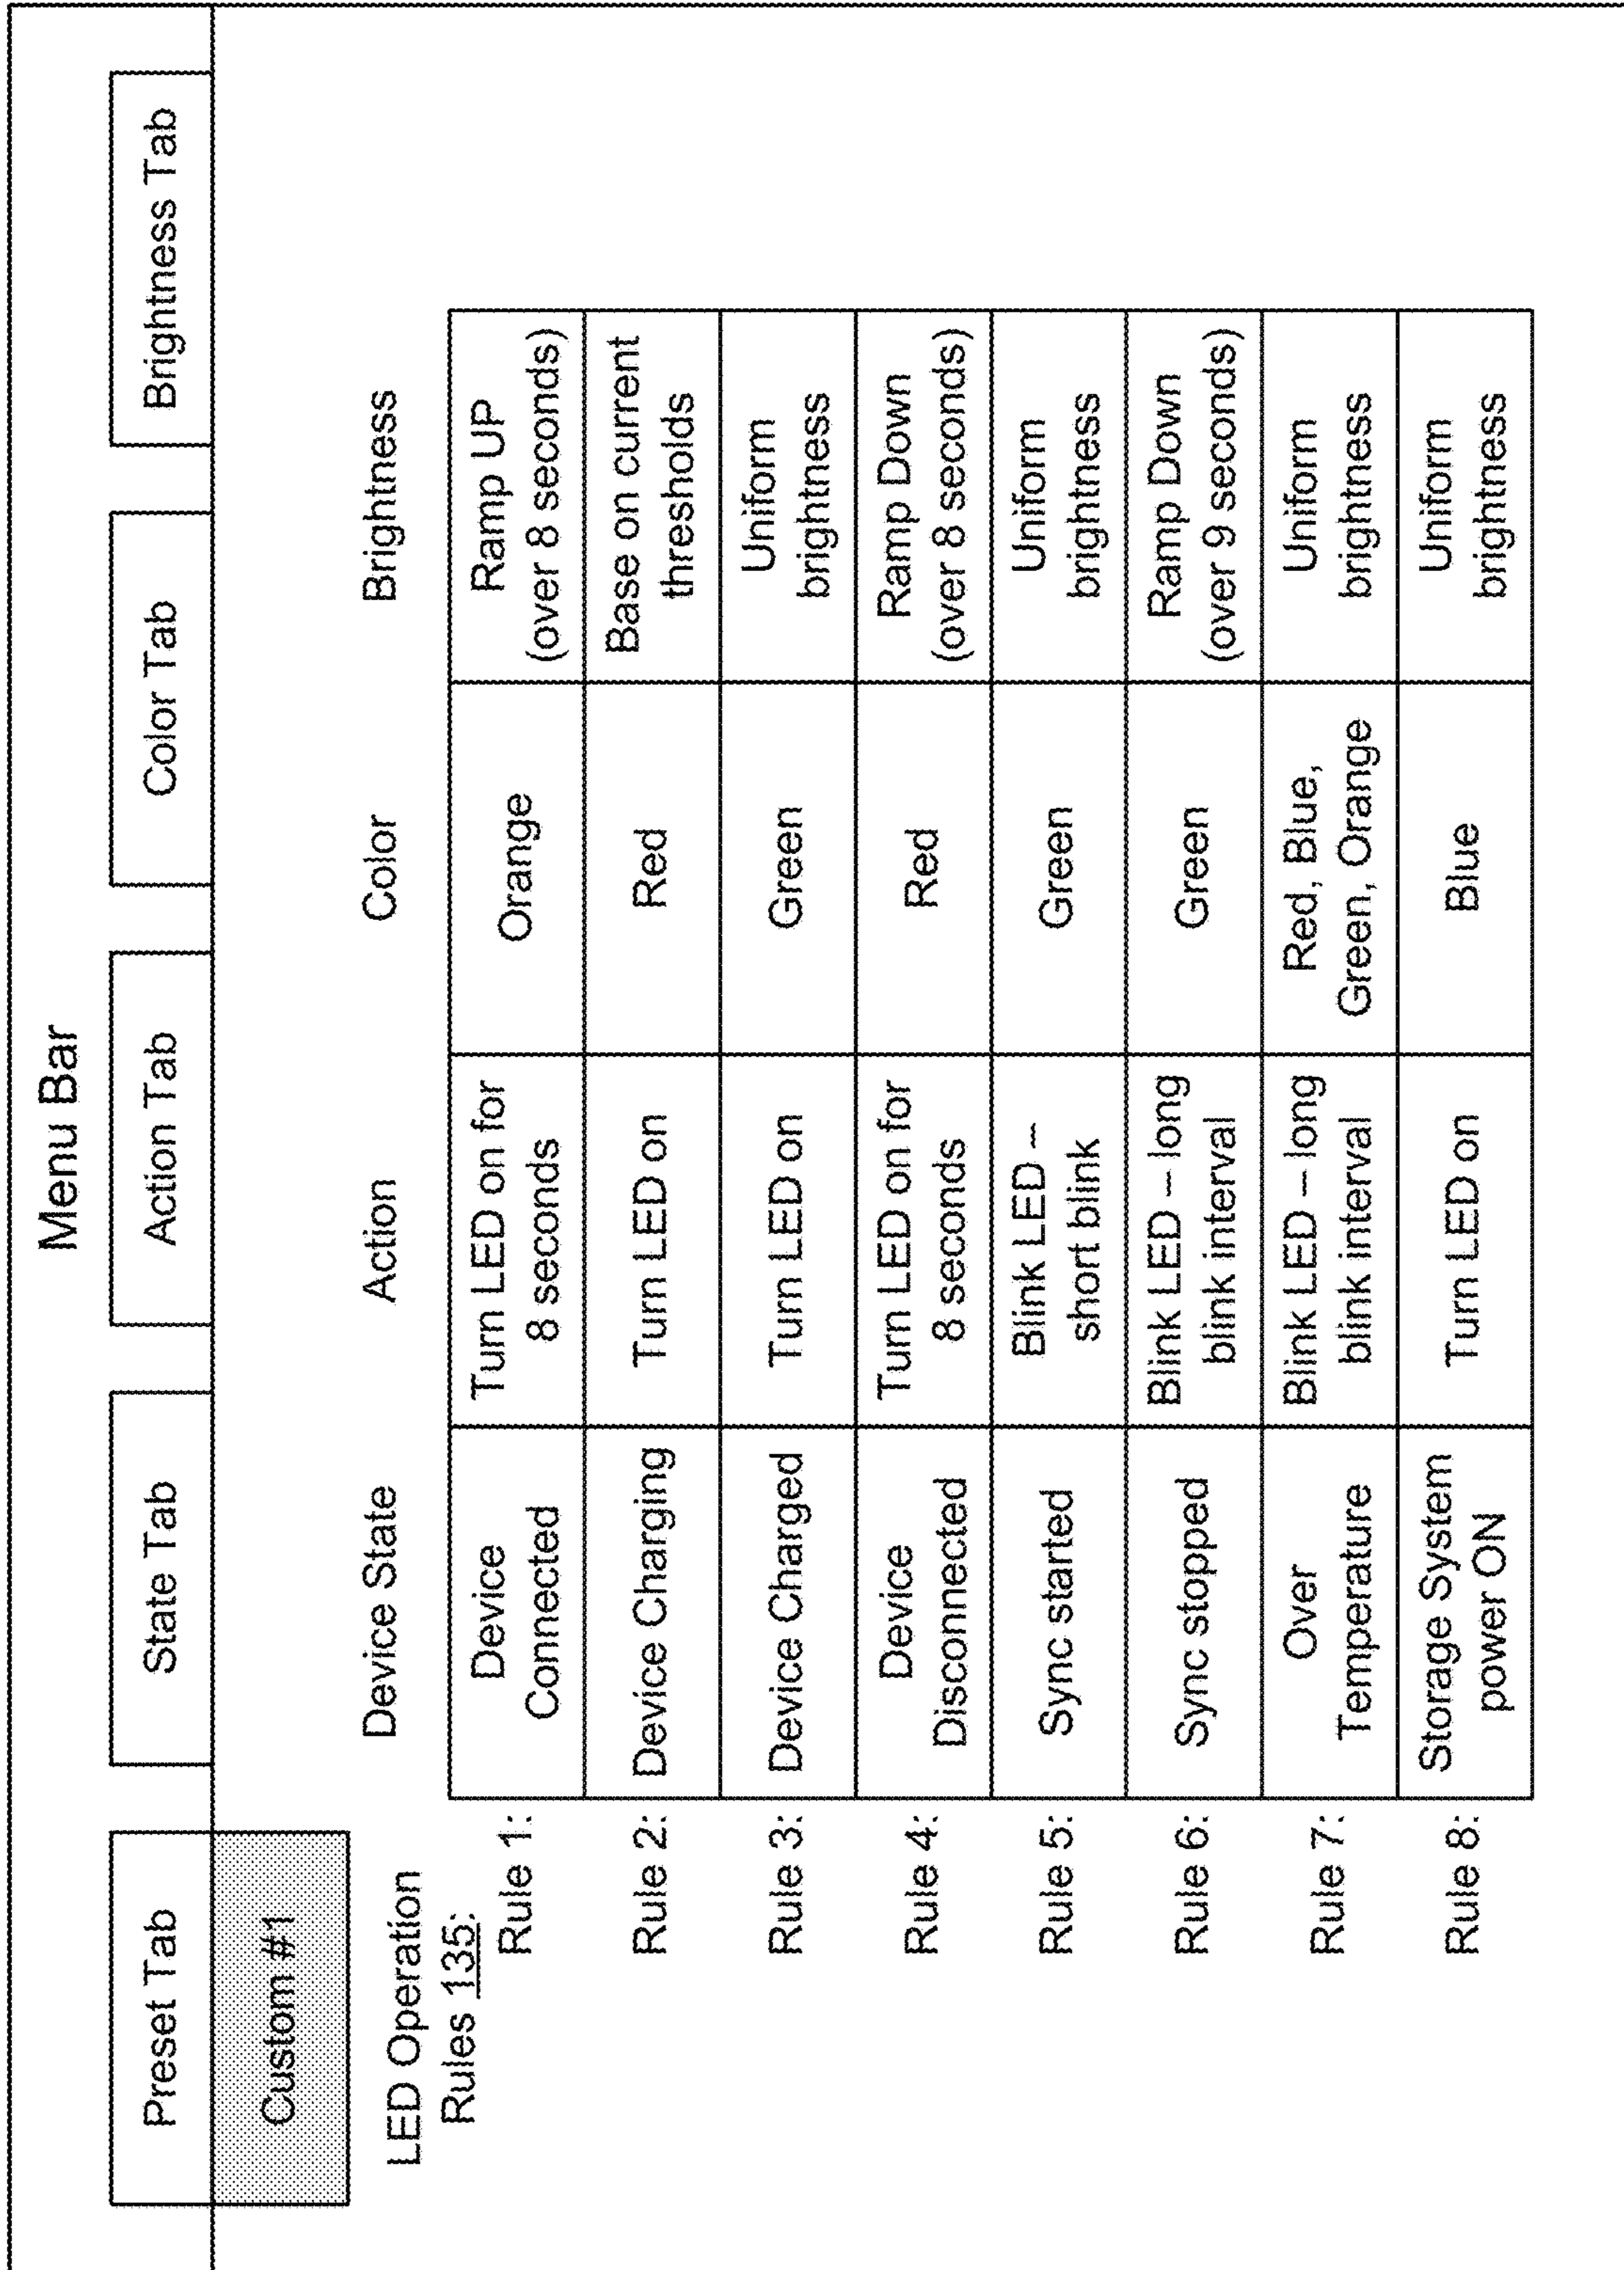 Menu Bar
Preset Tab
State Tab
Action Tab
Color Tab
Brightness Tab
Custom #1
LED Operation
Rules 135:
Device State
Action
Color
Brightness
Rule 1:
Device
Connected
Turn LED on for
8 seconds
Orange
Ramp UP
(over 8 seconds)
Rule 2:
Device Charging
Turn LED on
Red
Base on current
thresholds
Rule 3:
Device Charged
Turn LED on
Green
Uniform
brightness
Rule 4:
Device
Disconnected
Turn LED on for
8 seconds
Red
Ramp Down
(over 8 seconds)
Rule 5:
Sync started
Blink LED –
short blink
Green
Uniform
brightness
Rule 6:
Sync stopped
Blink LED – long
blink interval
Green
Ramp Down
(over 9 seconds)
Rule 7:
Over
Temperature
Blink LED – long
blink interval
Red, Blue,
Green, Orange
Uniform
brightness
Rule 8:
Storage System
power ON
Turn LED on
Blue
Uniform
brightness